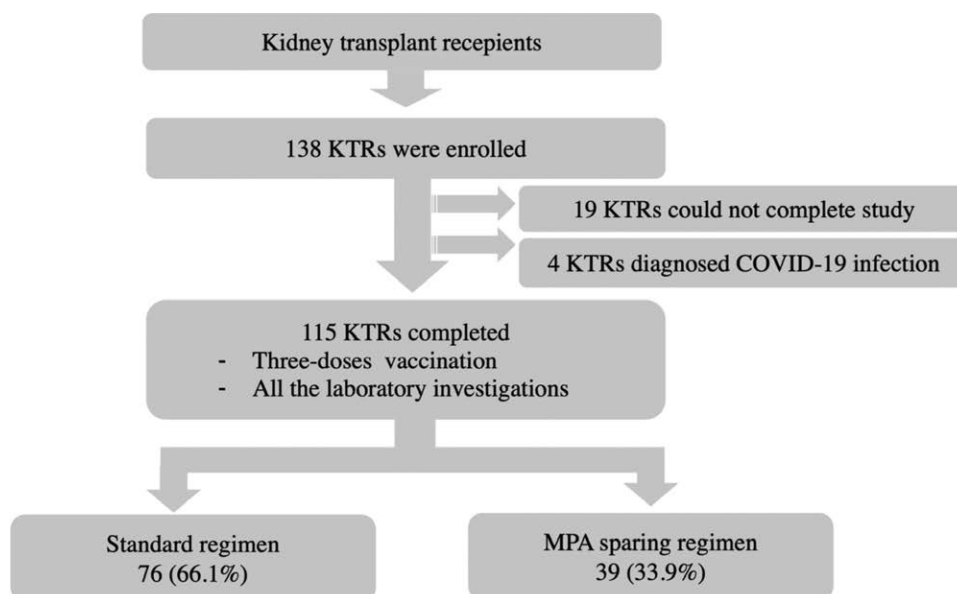 Kidney transplant recepients
138 KTRs were enrolled
19 KTRs could not complete study
4 KTRs diagnosed COVID-19 infection
115 KTRs completed
- Three-doses vaccination
- All the laboratory investigations
Standard regimen
76 (66.1%)
MPA sparing regimen
39 (33.9%)